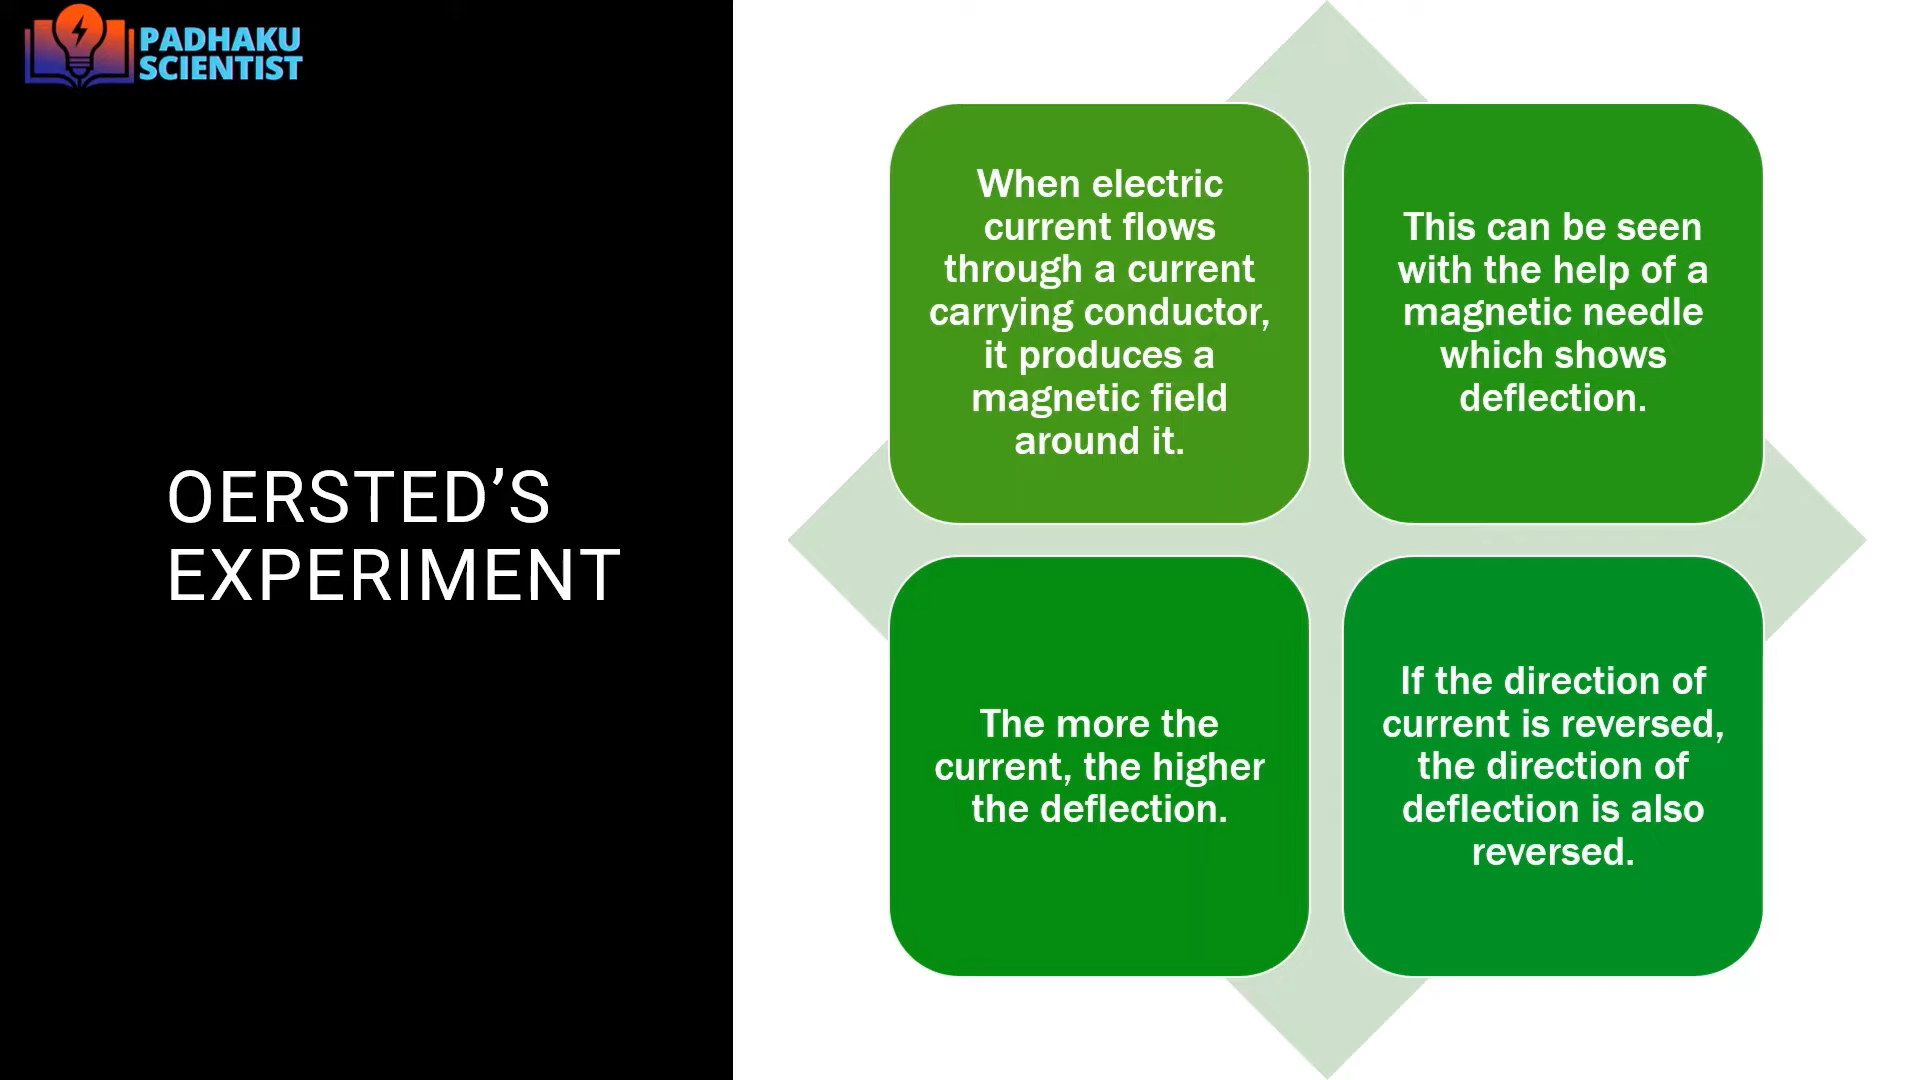 PADHAKU
SCIENTIST
OERSTED’S
EXPERIMENT
When electric
current flows
through a current
carrying conductor,
it produces a
magnetic field
around it.
This can be seen
with the help of a
magnetic needle
which shows
deflection.
The more the
current, the higher
the deflection.
If the direction of
current is reversed,
the direction of
deflection is also
reversed.